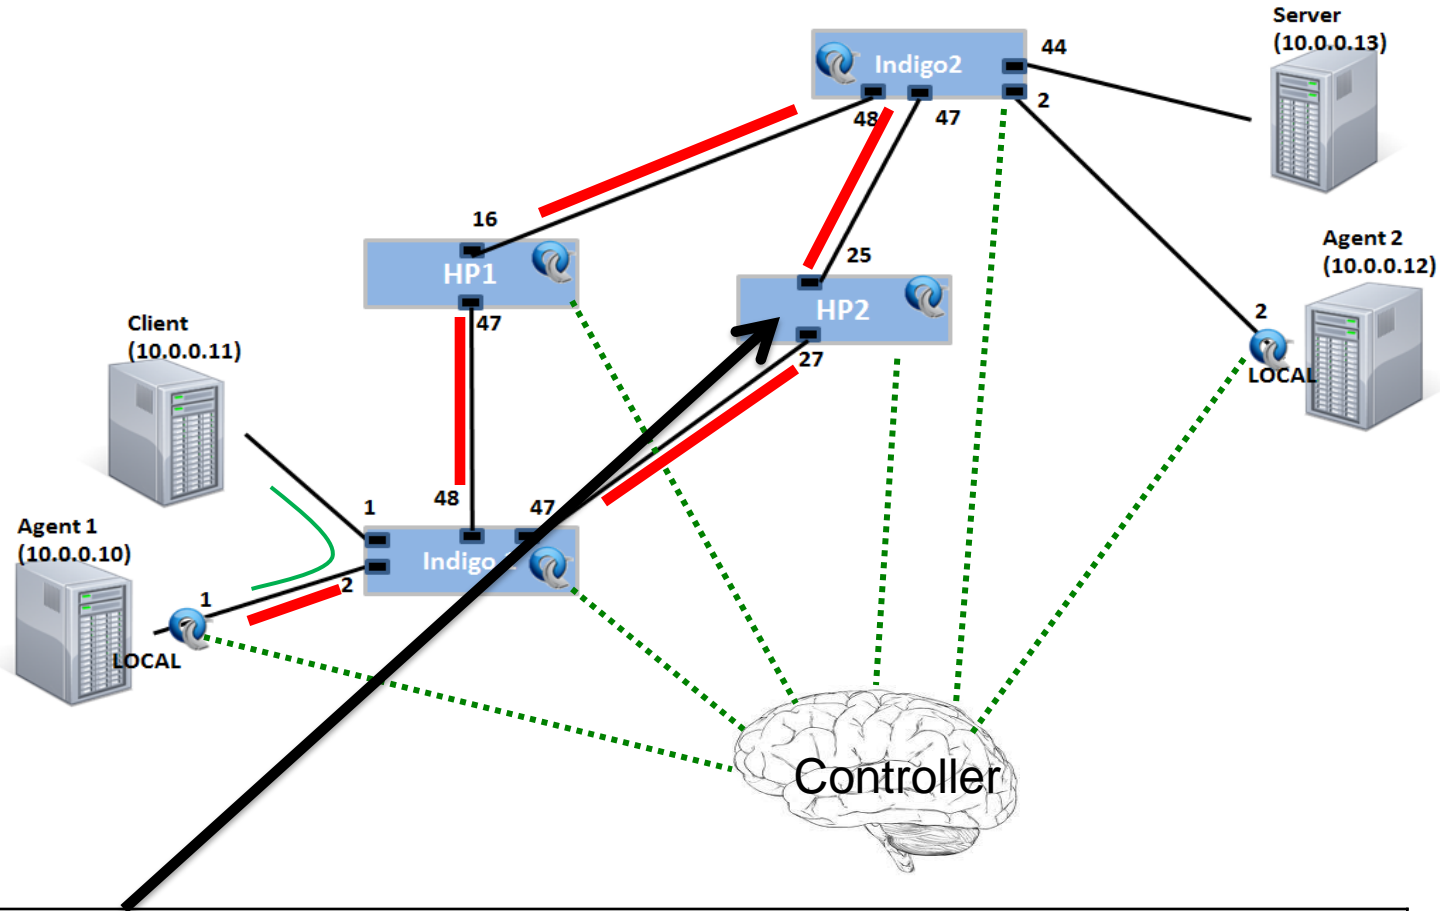 Server
(10.0.0.13)
44
Indigo2
2
48
47
16
Agent 2
(10.0.0.12)
25
HP1
HP2
2
47
Client
(10.0.0.11)
27
LOCAL
48
47
1
Agent 1
(10.0.0.10)
Indigo
2
1
LOCAL
Controller